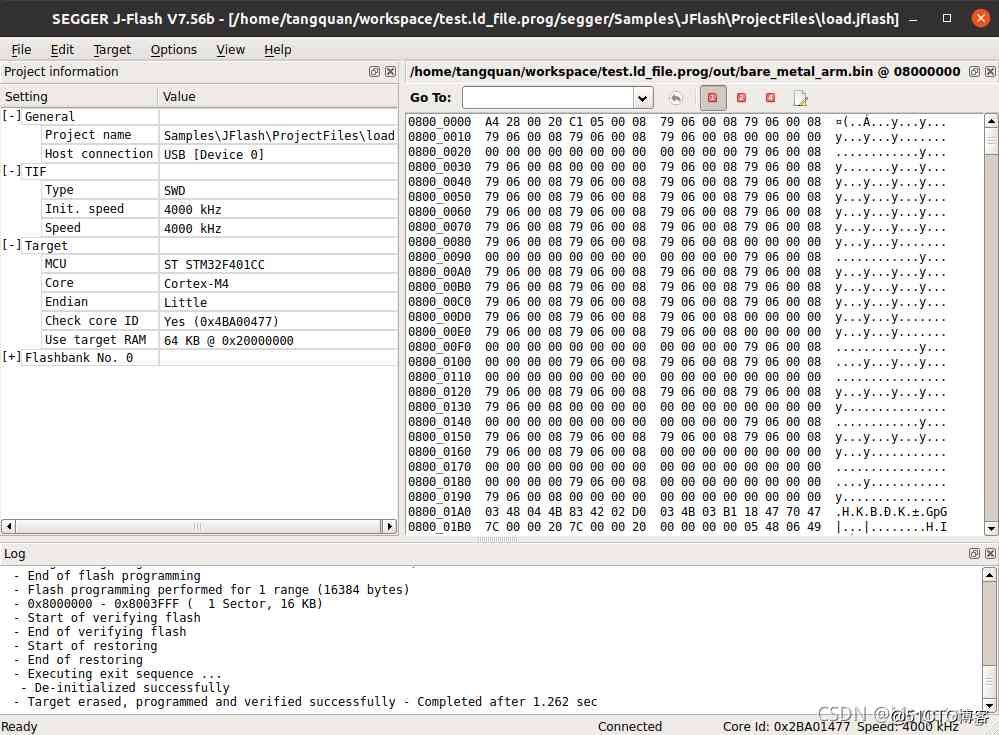 SEGGER J-Flash V7.56b - [/home/tangquan/workspace/test.ld_file.prog/segger/Samples\JFlash\ProjectFiles\load.jflash]
File Edit Target Options View Help
Project information
Setting Value
[-] General
Project name Samples\JFlash\ProjectFiles\load
Host connection USB [Device 0]
[-] TIF
Type SWD
Init. speed 4000 kHz
Speed 4000 kHz
[-] Target
MCU ST STM32F401CC
Core Cortex-M4
Endian Little
Check core ID Yes (0x4BA00477)
Use target RAM 64 KB @ 0x20000000
[+] Flashbank No. 0
/home/tangquan/workspace/test.ld_file.prog/out/bare_metal_arm.bin @ 08000000
Go To: 1 2 4
0800_0000 A4 28 00 20 C1 05 00 08 79 06 00 08 79 06 00 08 ¤(..Á...y...y...
0800_0010 79 06 00 08 79 06 00 08 79 06 00 08 00 00 00 00 y...y...y.......
0800_0020 00 00 00 00 00 00 00 00 00 00 00 00 79 06 00 08 ............y...
0800_0030 79 06 00 08 00 00 00 00 79 06 00 08 79 06 00 08 y.......y...y...
0800_0040 79 06 00 08 79 06 00 08 79 06 00 08 79 06 00 08 y...y...y...y...
0800_0050 79 06 00 08 79 06 00 08 79 06 00 08 79 06 00 08 y...y...y...y...
0800_0060 79 06 00 08 79 06 00 08 79 06 00 08 79 06 00 08 y...y...y...y...
0800_0070 79 06 00 08 79 06 00 08 79 06 00 08 79 06 00 08 y...y...y...y...
0800_0080 79 06 00 08 79 06 00 08 79 06 00 08 00 00 00 00 y...y...y.......
0800_0090 00 00 00 00 00 00 00 00 00 00 00 00 79 06 00 08 ............y...
0800_00A0 79 06 00 08 79 06 00 08 79 06 00 08 79 06 00 08 y...y...y...y...
0800_00B0 79 06 00 08 79 06 00 08 79 06 00 08 79 06 00 08 y...y...y...y...
0800_00C0 79 06 00 08 79 06 00 08 79 06 00 08 79 06 00 08 y...y...y...y...
0800_00D0 79 06 00 08 79 06 00 08 79 06 00 08 00 00 00 00 y...y...y.......
0800_00E0 79 06 00 08 79 06 00 08 79 06 00 08 79 06 00 08 y...y...y...y...
0800_00F0 00 00 00 00 00 00 00 00 00 00 00 00 79 06 00 08 ............y...
0800_0100 00 00 00 00 79 06 00 08 79 06 00 08 79 06 00 08 ....y...y...y...
0800_0110 00 00 00 00 00 00 00 00 00 00 00 00 00 00 00 00 ................
0800_0120 79 06 00 08 79 06 00 08 79 06 00 08 79 06 00 08 y...y...y...y...
0800_0130 79 06 00 08 00 00 00 00 00 00 00 00 00 00 00 00 y...............
0800_0140 00 00 00 00 00 00 00 00 00 00 00 00 79 06 00 08 ............y...
0800_0150 79 06 00 08 79 06 00 08 79 06 00 08 79 06 00 08 y...y...y...y...
0800_0160 79 06 00 08 79 06 00 08 00 00 00 00 00 00 00 00 y...y...........
0800_0170 00 00 00 00 00 00 00 00 00 00 00 00 00 00 00 00 ................
0800_0180 00 00 00 00 79 06 00 08 00 00 00 00 00 00 00 00 ....y...........
0800_0190 79 06 00 08 00 00 00 00 00 00 00 00 00 00 00 00 y...............
0800_01A0 03 48 04 4B 83 42 02 D0 03 4B 03 B1 18 47 70 47 .H.K.B.Ð.K.±.GpG
0800_01B0 7C 00 00 20 7C 00 00 20 00 00 00 00 05 48 06 49 |.. |.. .....H.I
Log
- End of flash programming
- Flash programming performed for 1 range (16384 bytes)
- 0x8000000 - 0x8003FFF ( 1 Sector, 16 KB)
- Start of verifying flash
- End of verifying flash
- Start of restoring
- End of restoring
- Executing exit sequence ...
- De-initialized successfully
- Target erased, programmed and verified successfully - Completed after 1.262 sec
Ready Connected Core Id: 0x2BA01477 Speed: 4000 kHz
CSDN @51CTO博客